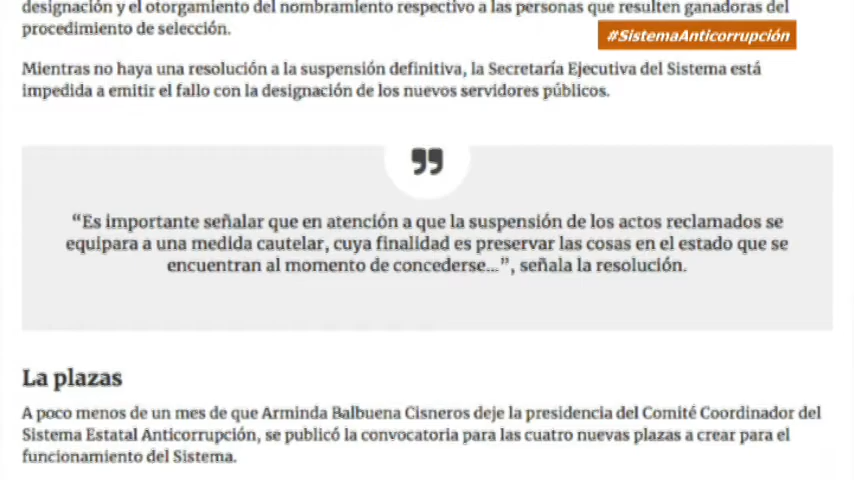 designación y el otorgamiento del nombramiento respectivo a las personas que resulten ganadoras del
procedimiento de selección.
#SistemaAnticorrupción
Mientras no haya una resolución a la suspensión definitiva, la Secretaría Ejecutiva del Sistema está
impedida a emitir el fallo con la designación de los nuevos servidores públicos.
”
“Es importante señalar que en atención a que la suspensión de los actos reclamados se
equipara a una medida cautelar, cuya finalidad es preservar las cosas en el estado que se
encuentran al momento de concederse…”, señala la resolución.
La plazas
A poco menos de un mes de que Arminda Balbuena Cisneros deje la presidencia del Comité Coordinador del
Sistema Estatal Anticorrupción, se publicó la convocatoria para las cuatro nuevas plazas a crear para el
funcionamiento del Sistema.